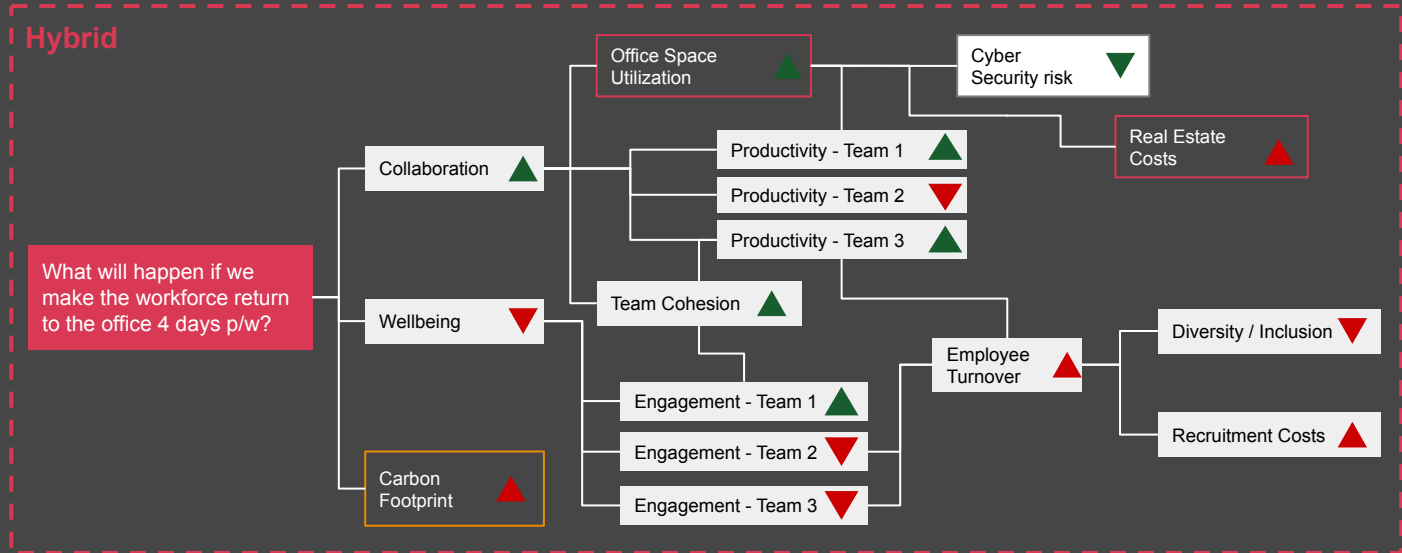 Hybrid
What will happen if we
make the workforce return
to the office 4 days p/w?
Collaboration
Wellbeing
Carbon
Footprint
Office Space
Utilization
Productivity - Team 1
Productivity - Team 2
Productivity - Team 3
Team Cohesion
Engagement - Team 1
Engagement - Team 2
Engagement - Team 3
Cyber
Security risk
Real Estate
Costs
Employee
Turnover
Diversity / Inclusion
Recruitment Costs